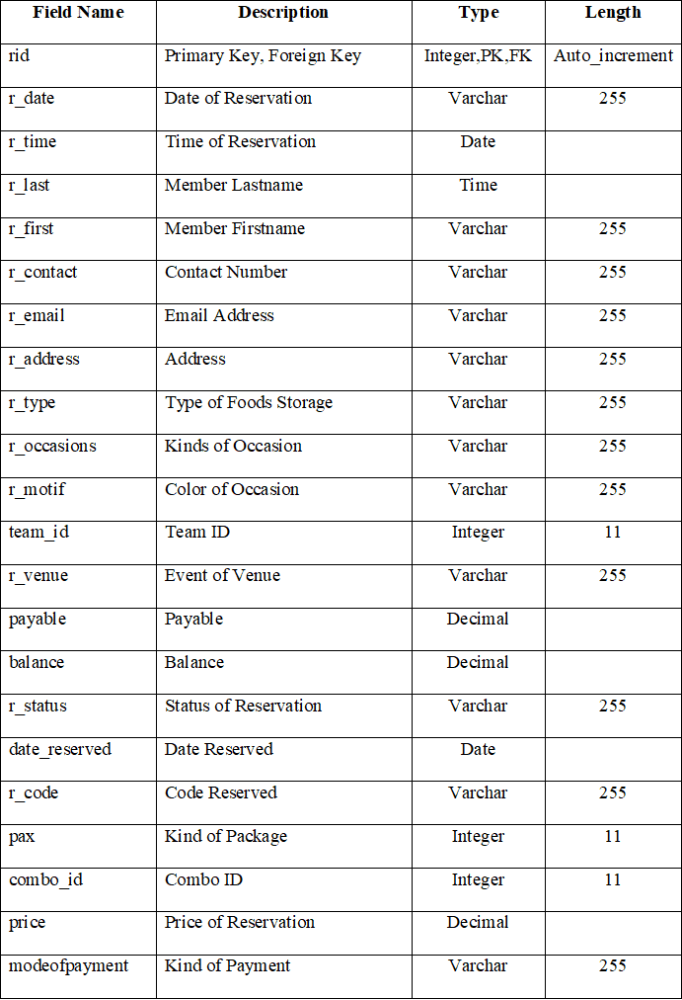 Field Name Description Type Length
rid Primary Key, Foreign Key Integer,PK,FK Auto_increment
r_date Date of Reservation Varchar 255
r_time Time of Reservation Date
r_last Member Lastname Time
r_first Member Firstname Varchar 255
r_contact Contact Number Varchar 255
r_email Email Address Varchar 255
r_address Address Varchar 255
r_type Type of Foods Storage Varchar 255
r_occasions Kinds of Occasion Varchar 255
r_motif Color of Occasion Varchar 255
team_id Team ID Integer 11
r_venue Event of Venue Varchar 255
payable Payable Decimal
balance Balance Decimal
r_status Status of Reservation Varchar 255
date_reserved Date Reserved Date
r_code Code Reserved Varchar 255
pax Kind of Package Integer 11
combo_id Combo ID Integer 11
price Price of Reservation Decimal
modeofpayment Kind of Payment Varchar 255